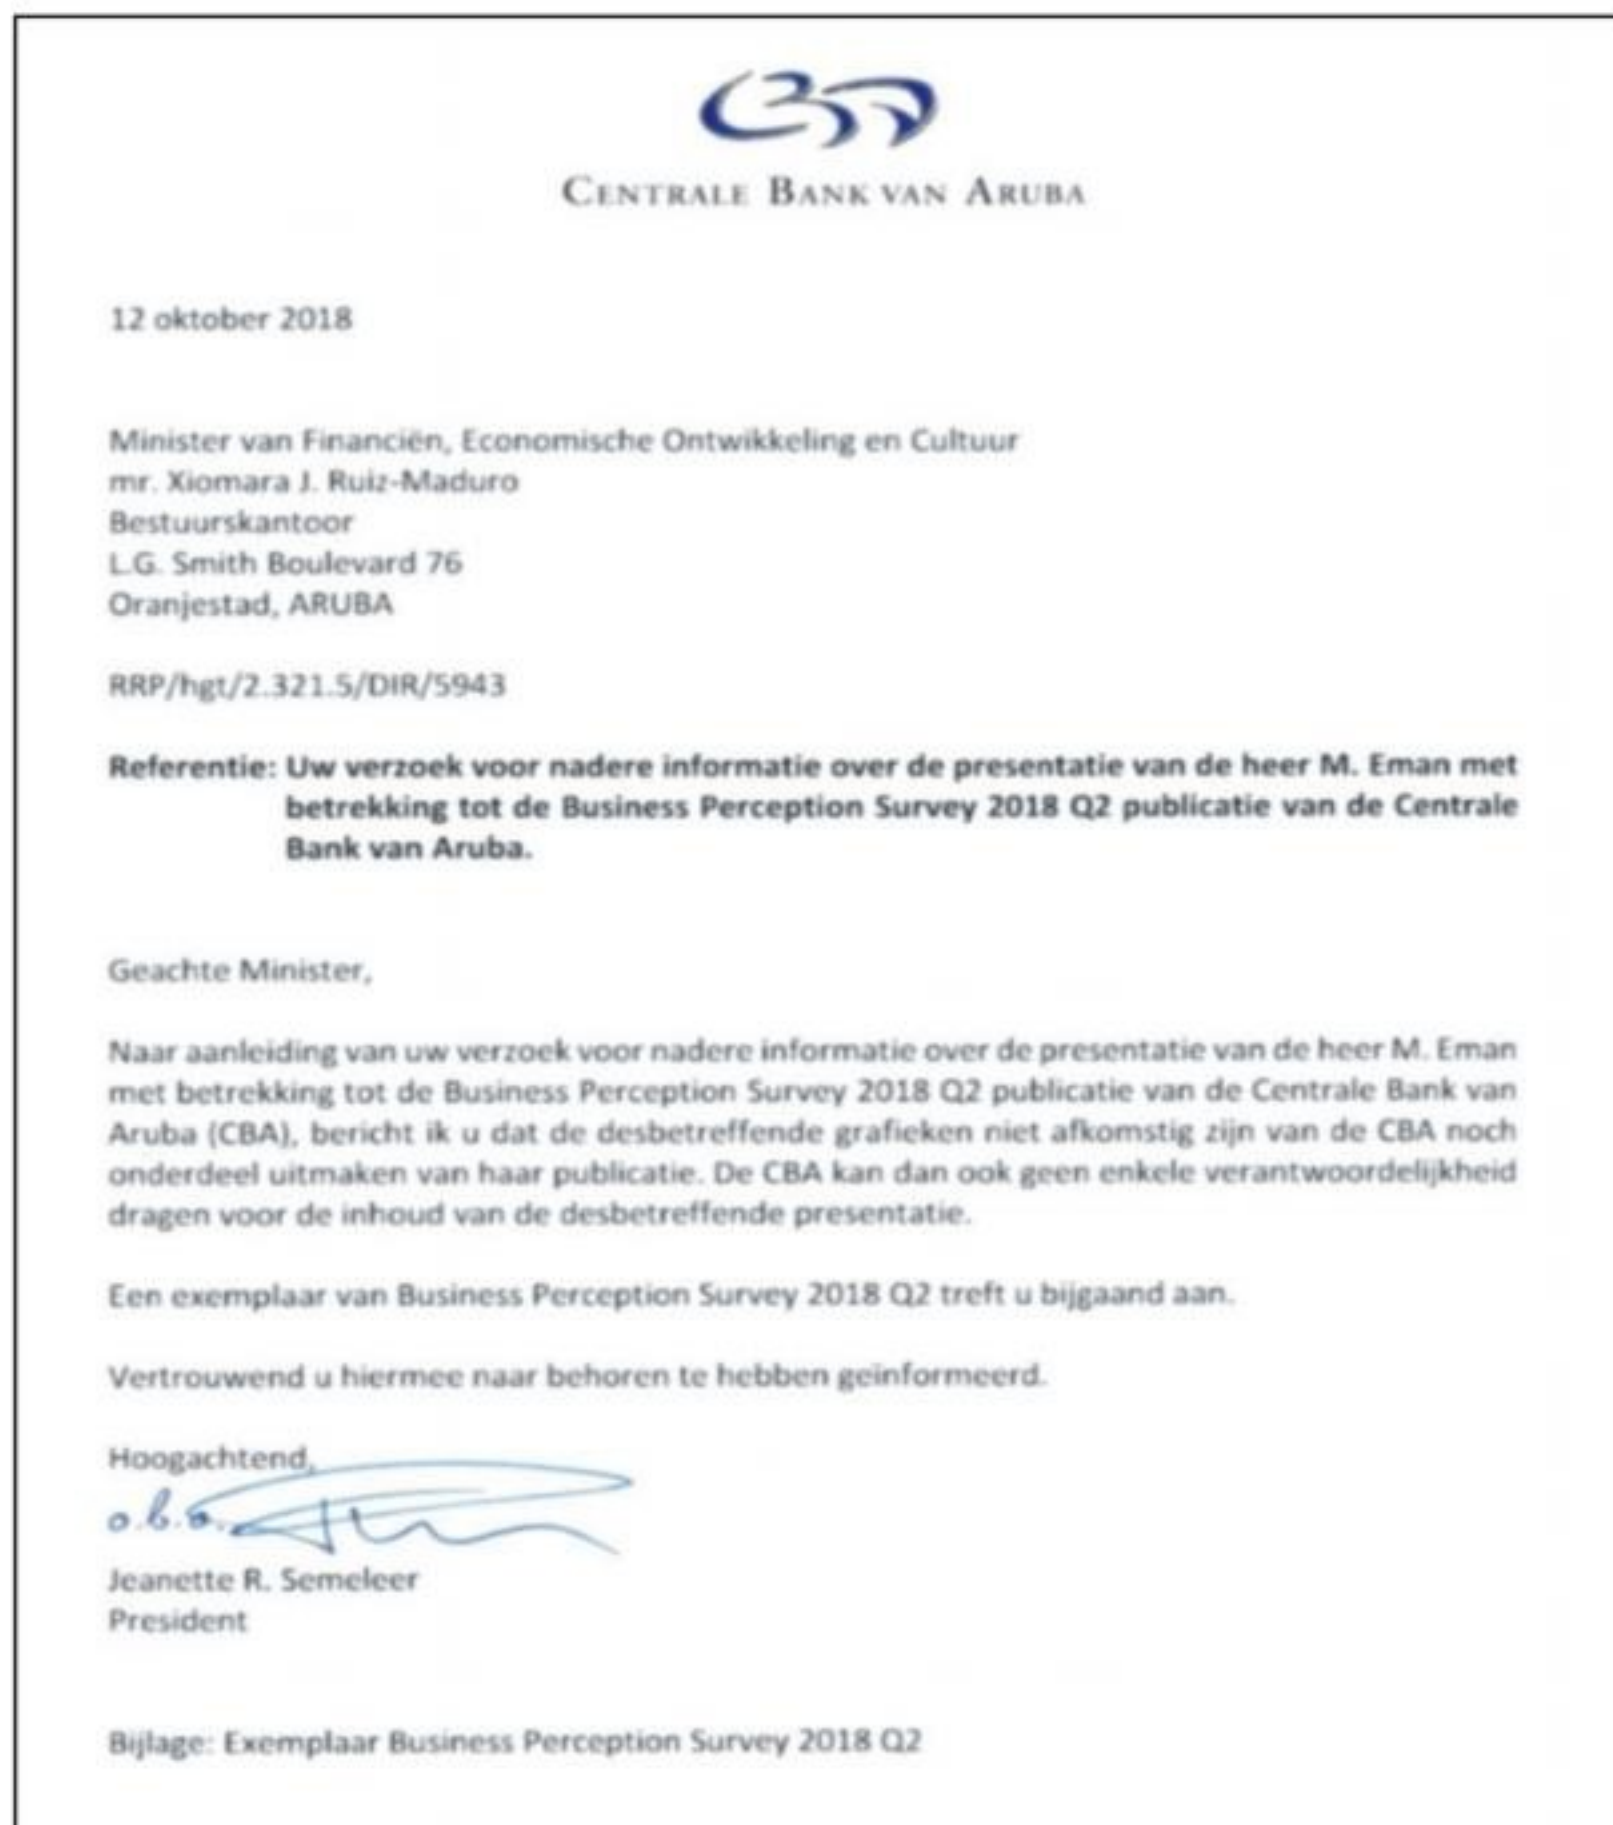 CENTRALE BANK VAN ARUBA
12 oktober 2018
Minister van Financiën, Economische Ontwikkeling en Cultuur
mr. Xiomara J. Ruiz-Maduro
Bestuurskantoor
L.G. Smith Boulevard 76
Oranjestad, ARUBA
RRP/hgt/2.321.5/DIR/5943
Referentie: Uw verzoek voor nadere informatie over de presentatie van de heer M. Eman met
betrekking tot de Business Perception Survey 2018 Q2 publicatie van de Centrale
Bank van Aruba.
Geachte Minister,
Naar aanleiding van uw verzoek voor nadere informatie over de presentatie van de heer M. Eman
met betrekking tot de Business Perception Survey 2018 Q2 publicatie van de Centrale Bank van
Aruba (CBA), bericht ik u dat de desbetreffende grafieken niet afkomstig zijn van de CBA noch
onderdeel uitmaken van haar publicatie. De CBA kan dan ook geen enkele verantwoordelijkheid
dragen voor de inhoud van de desbetreffende presentatie.
Een exemplaar van Business Perception Survey 2018 Q2 treft u bijgaand aan.
Vertrouwend u hiermee naar behoren te hebben geïnformeerd.
Hoogachtend,
Jeanette R. Semeleer
President
Bijlage: Exemplaar Business Perception Survey 2018 Q2